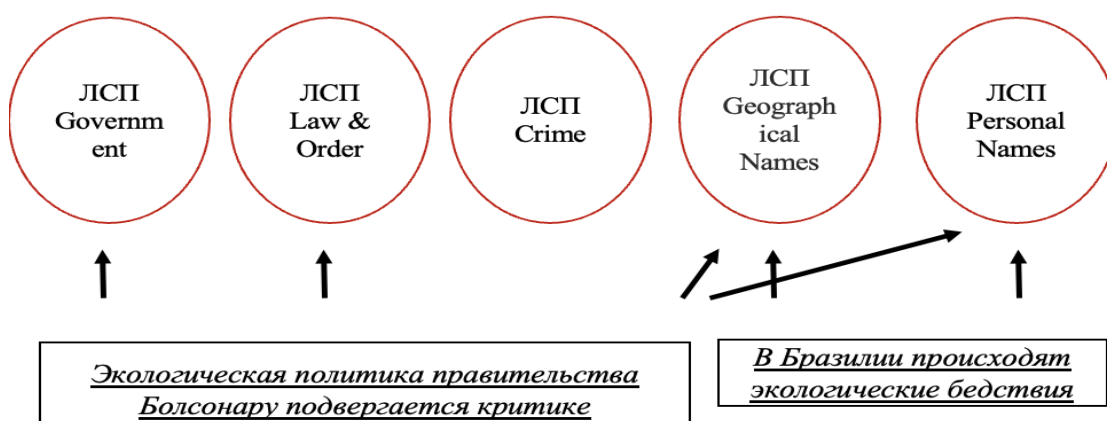 ЛСП
Governm
ent
ЛСП
Law &
Order
ЛСП
Crime
ЛСП
Geograph
ical
Names
ЛСП
Personal
Names
Экологическая политика правительства
Болсонару подвергается критике
В Бразилии происходят
экологические бедствия